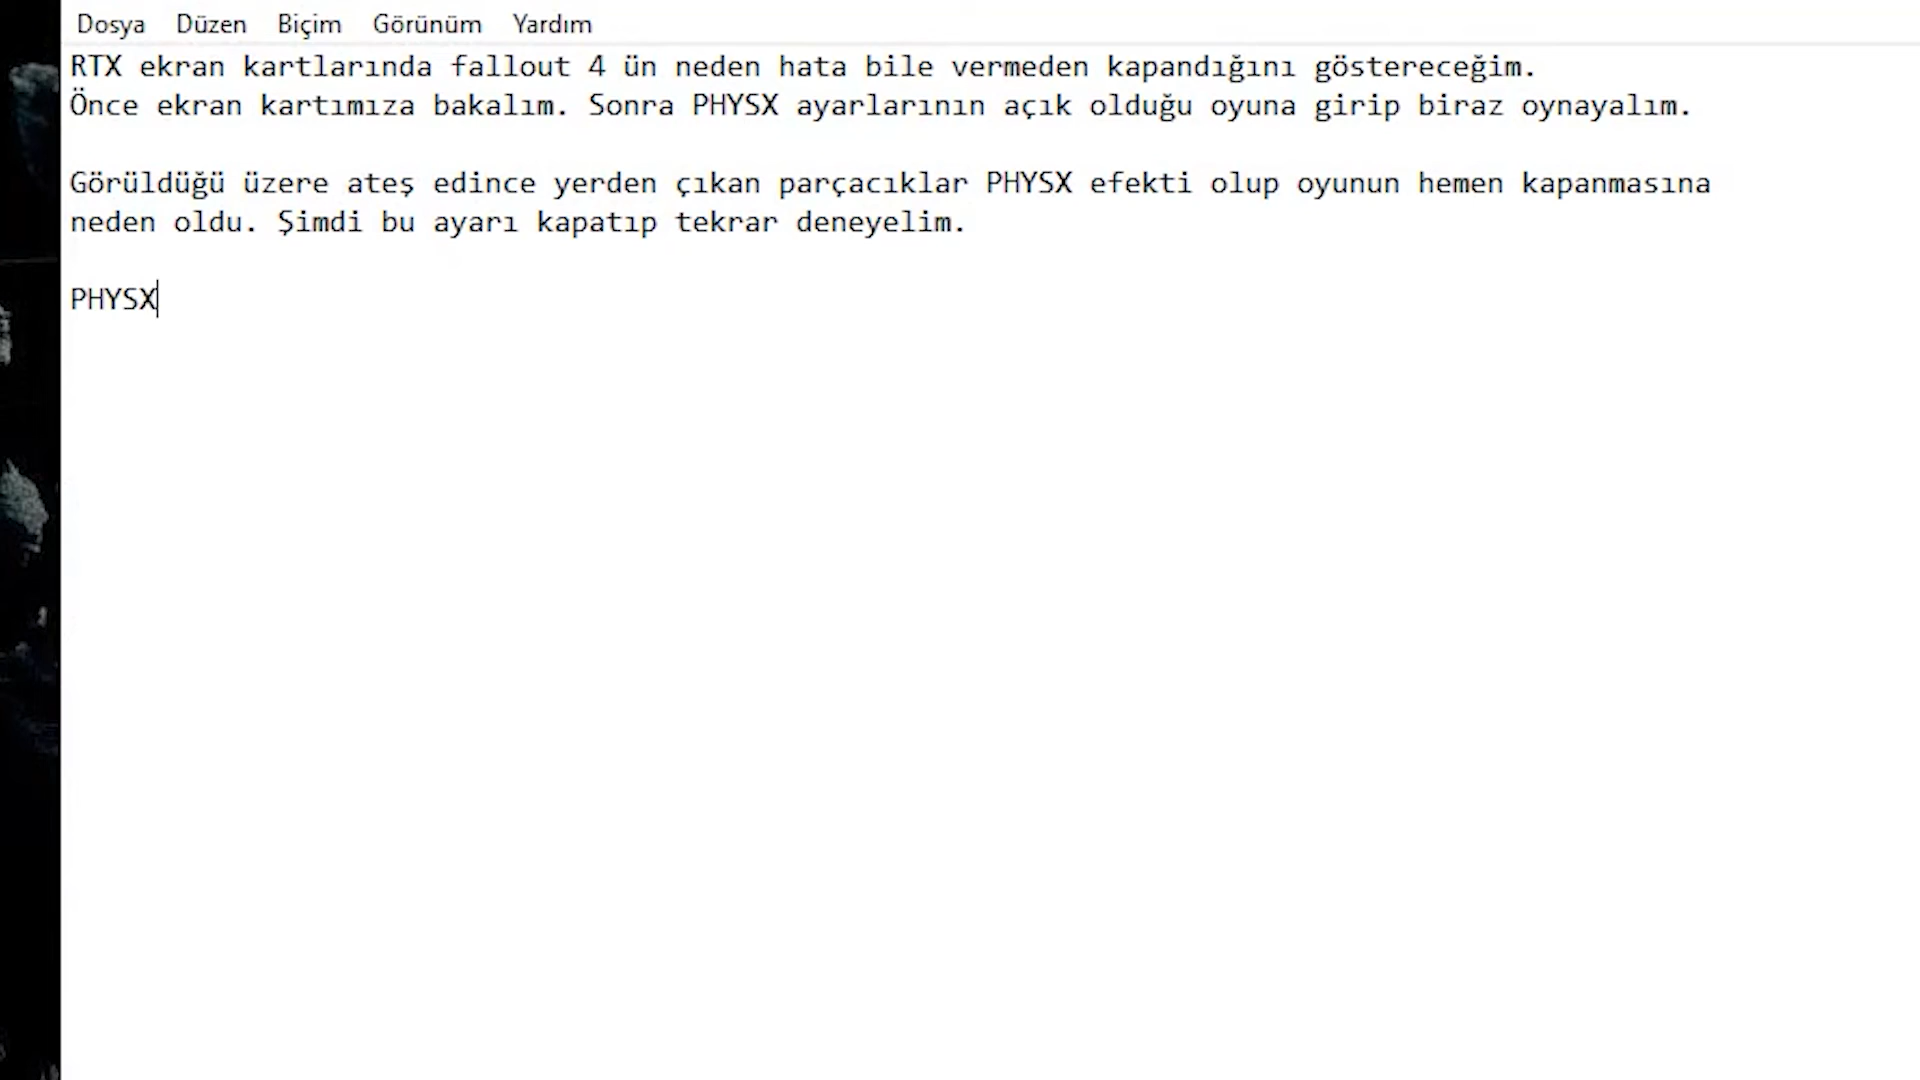 Dosya Düzen Biçim Görünüm Yardım
RTX ekran kartlarında fallout 4 ün neden hata bile vermeden kapandığını göstereceğim.
Önce ekran kartımıza bakalım. Sonra PHYSX ayarlarının açık olduğu oyuna girip biraz oynayalım.
Görüldüğü üzere ateş edince yerden çıkan parçacıklar PHYSX efekti olup oyunun hemen kapanmasına
neden oldu. Şimdi bu ayarı kapatıp tekrar deneyelim.
PHYSX